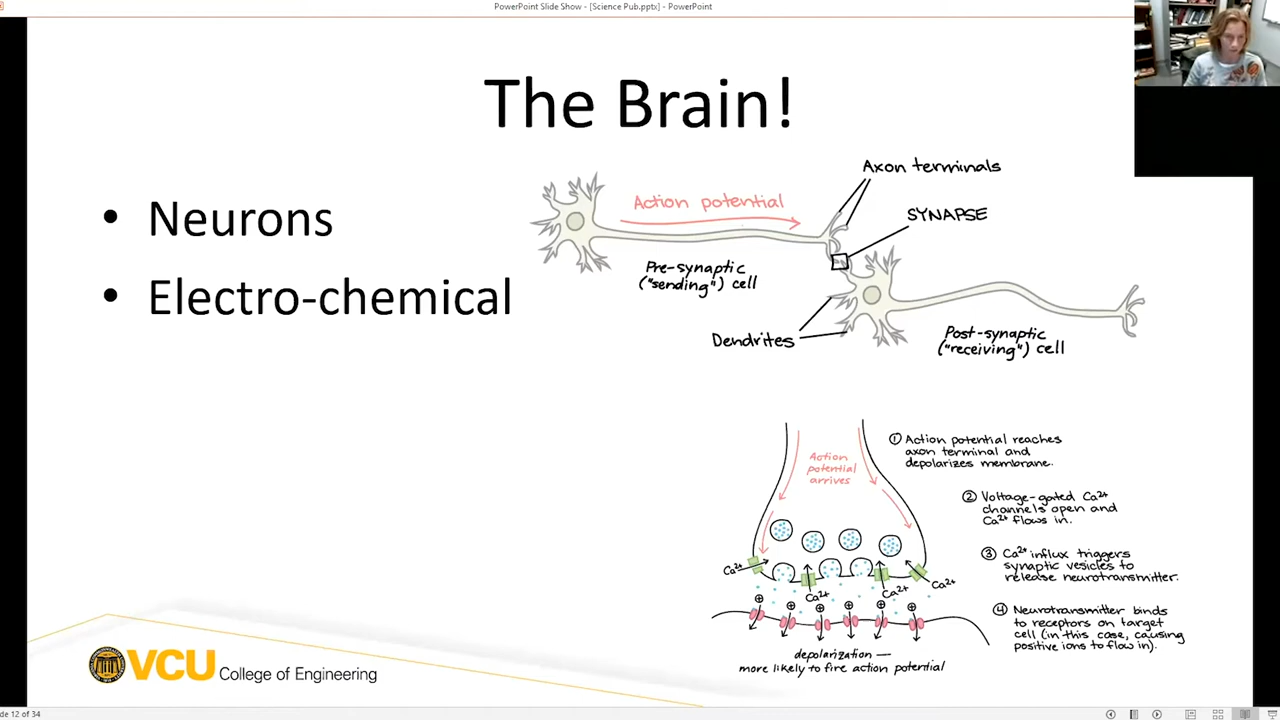 PowerPoint Slide Show - [Science Pub.pptx] - PowerPoint
The Brain!
• Neurons
• Electro-chemical
Axon terminals
Action potential
SYNAPSE
Pre-synaptic
("sending") cell
Dendrites
Post-synaptic
("receiving") cell
Action
potential
arrives
① Action potential reaches
axon terminal and
depolarizes membrane.
② Voltage-gated Ca2+
channels open and
Ca2+ flows in.
③ Ca2+ influx triggers
synaptic vesicles to
release neurotransmitter.
④ Neurotransmitter binds
to receptors on target
cell (in this case, causing
positive ions to flow in).
Ca2+
Ca2+
Ca2+
Ca2+
depolarization —
more likely to fire action potential
VCU College of Engineering
de 12 of 34